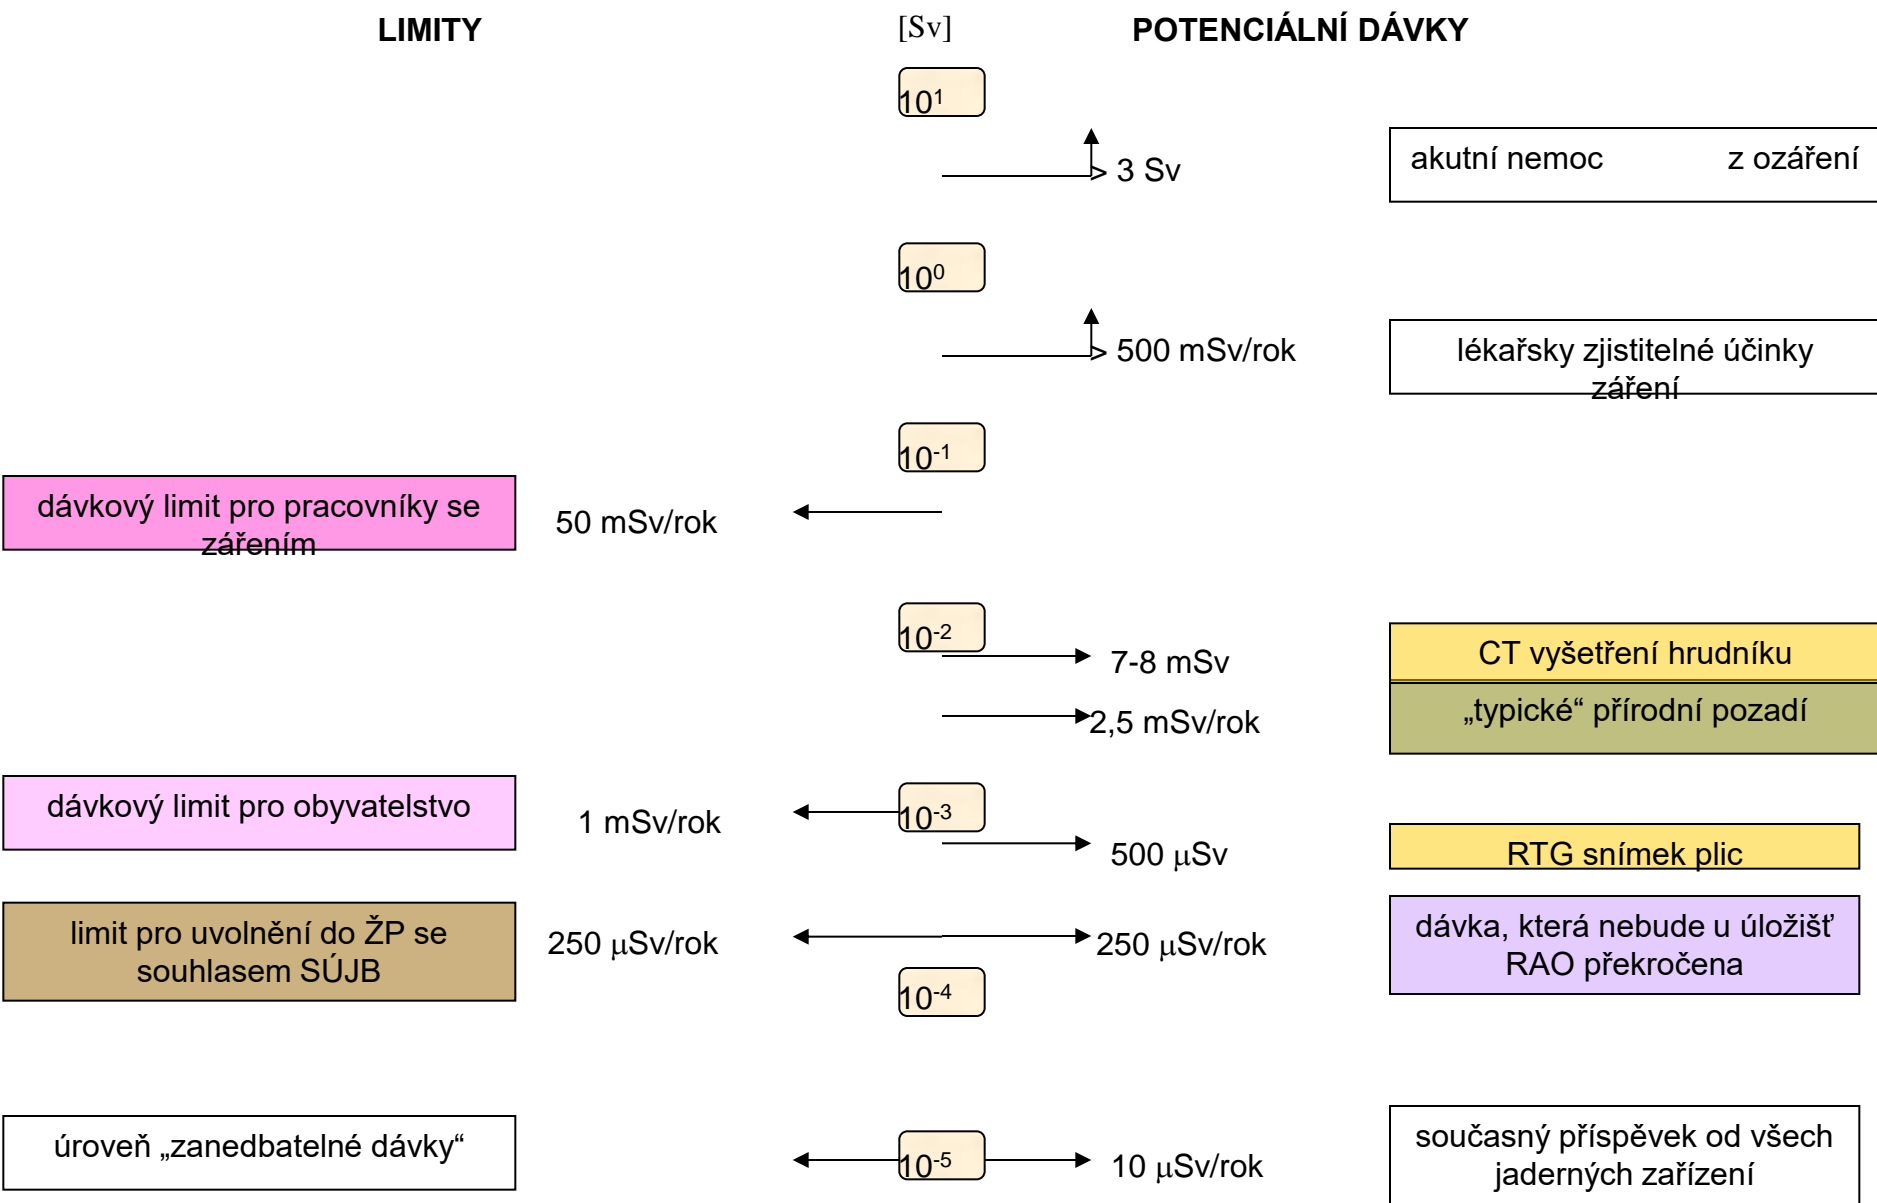 LIMITY [Sv] POTENCIÁLNÍ DÁVKY
10¹
> 3 Sv
akutní nemoc z ozáření
10⁰
> 500 mSv/rok
lékařsky zjistitelné účinky
záření
10⁻¹
dávkový limit pro pracovníky se
zářením
50 mSv/rok
10⁻²
7-8 mSv
CT vyšetření hrudníku
2,5 mSv/rok
„typické“ přírodní pozadí
dávkový limit pro obyvatelstvo
1 mSv/rok
10⁻³
500 μSv
RTG snímek plic
limit pro uvolnění do ŽP se
souhlasem SÚJB
250 μSv/rok
250 μSv/rok
dávka, která nebude u úložišť
RAO překročena
10⁻⁴
úroveň „zanedbatelné dávky“
10⁻⁵
10 μSv/rok
současný příspěvek od všech
jaderných zařízení